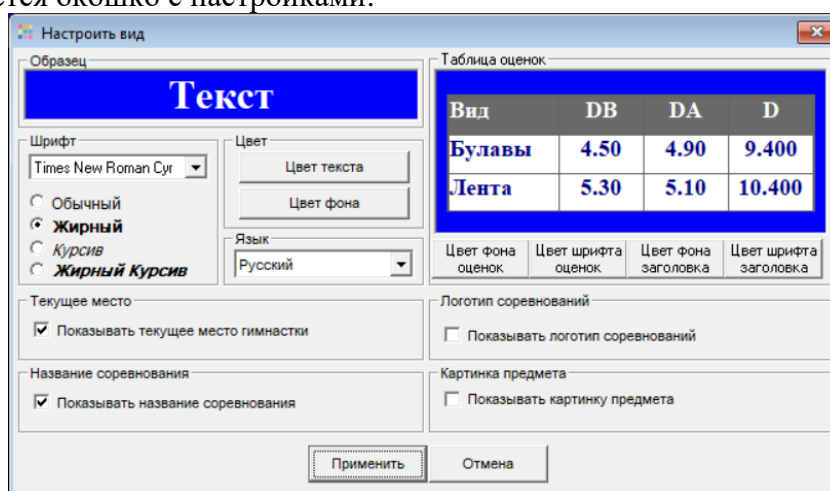 окошко с настройками:
Настроить вид
Образец
Текст
Шрифт
Times New Roman Cyr
Обычный
Жирный
Курсив
Жирный Курсив
Цвет
Цвет текста
Цвет фона
Язык
Русский
Таблица оценок
Вид DB DA D
Булавы 4.50 4.90 9.400
Лента 5.30 5.10 10.400
Цвет фона оценок
Цвет шрифта оценок
Цвет фона заголовка
Цвет шрифта заголовка
Текущее место
Показывать текущее место гимнастки
Логотип соревнований
Показывать логотип соревнований
Название соревнования
Показывать название соревнования
Картинка предмета
Показывать картинку предмета
Применить
Отмена